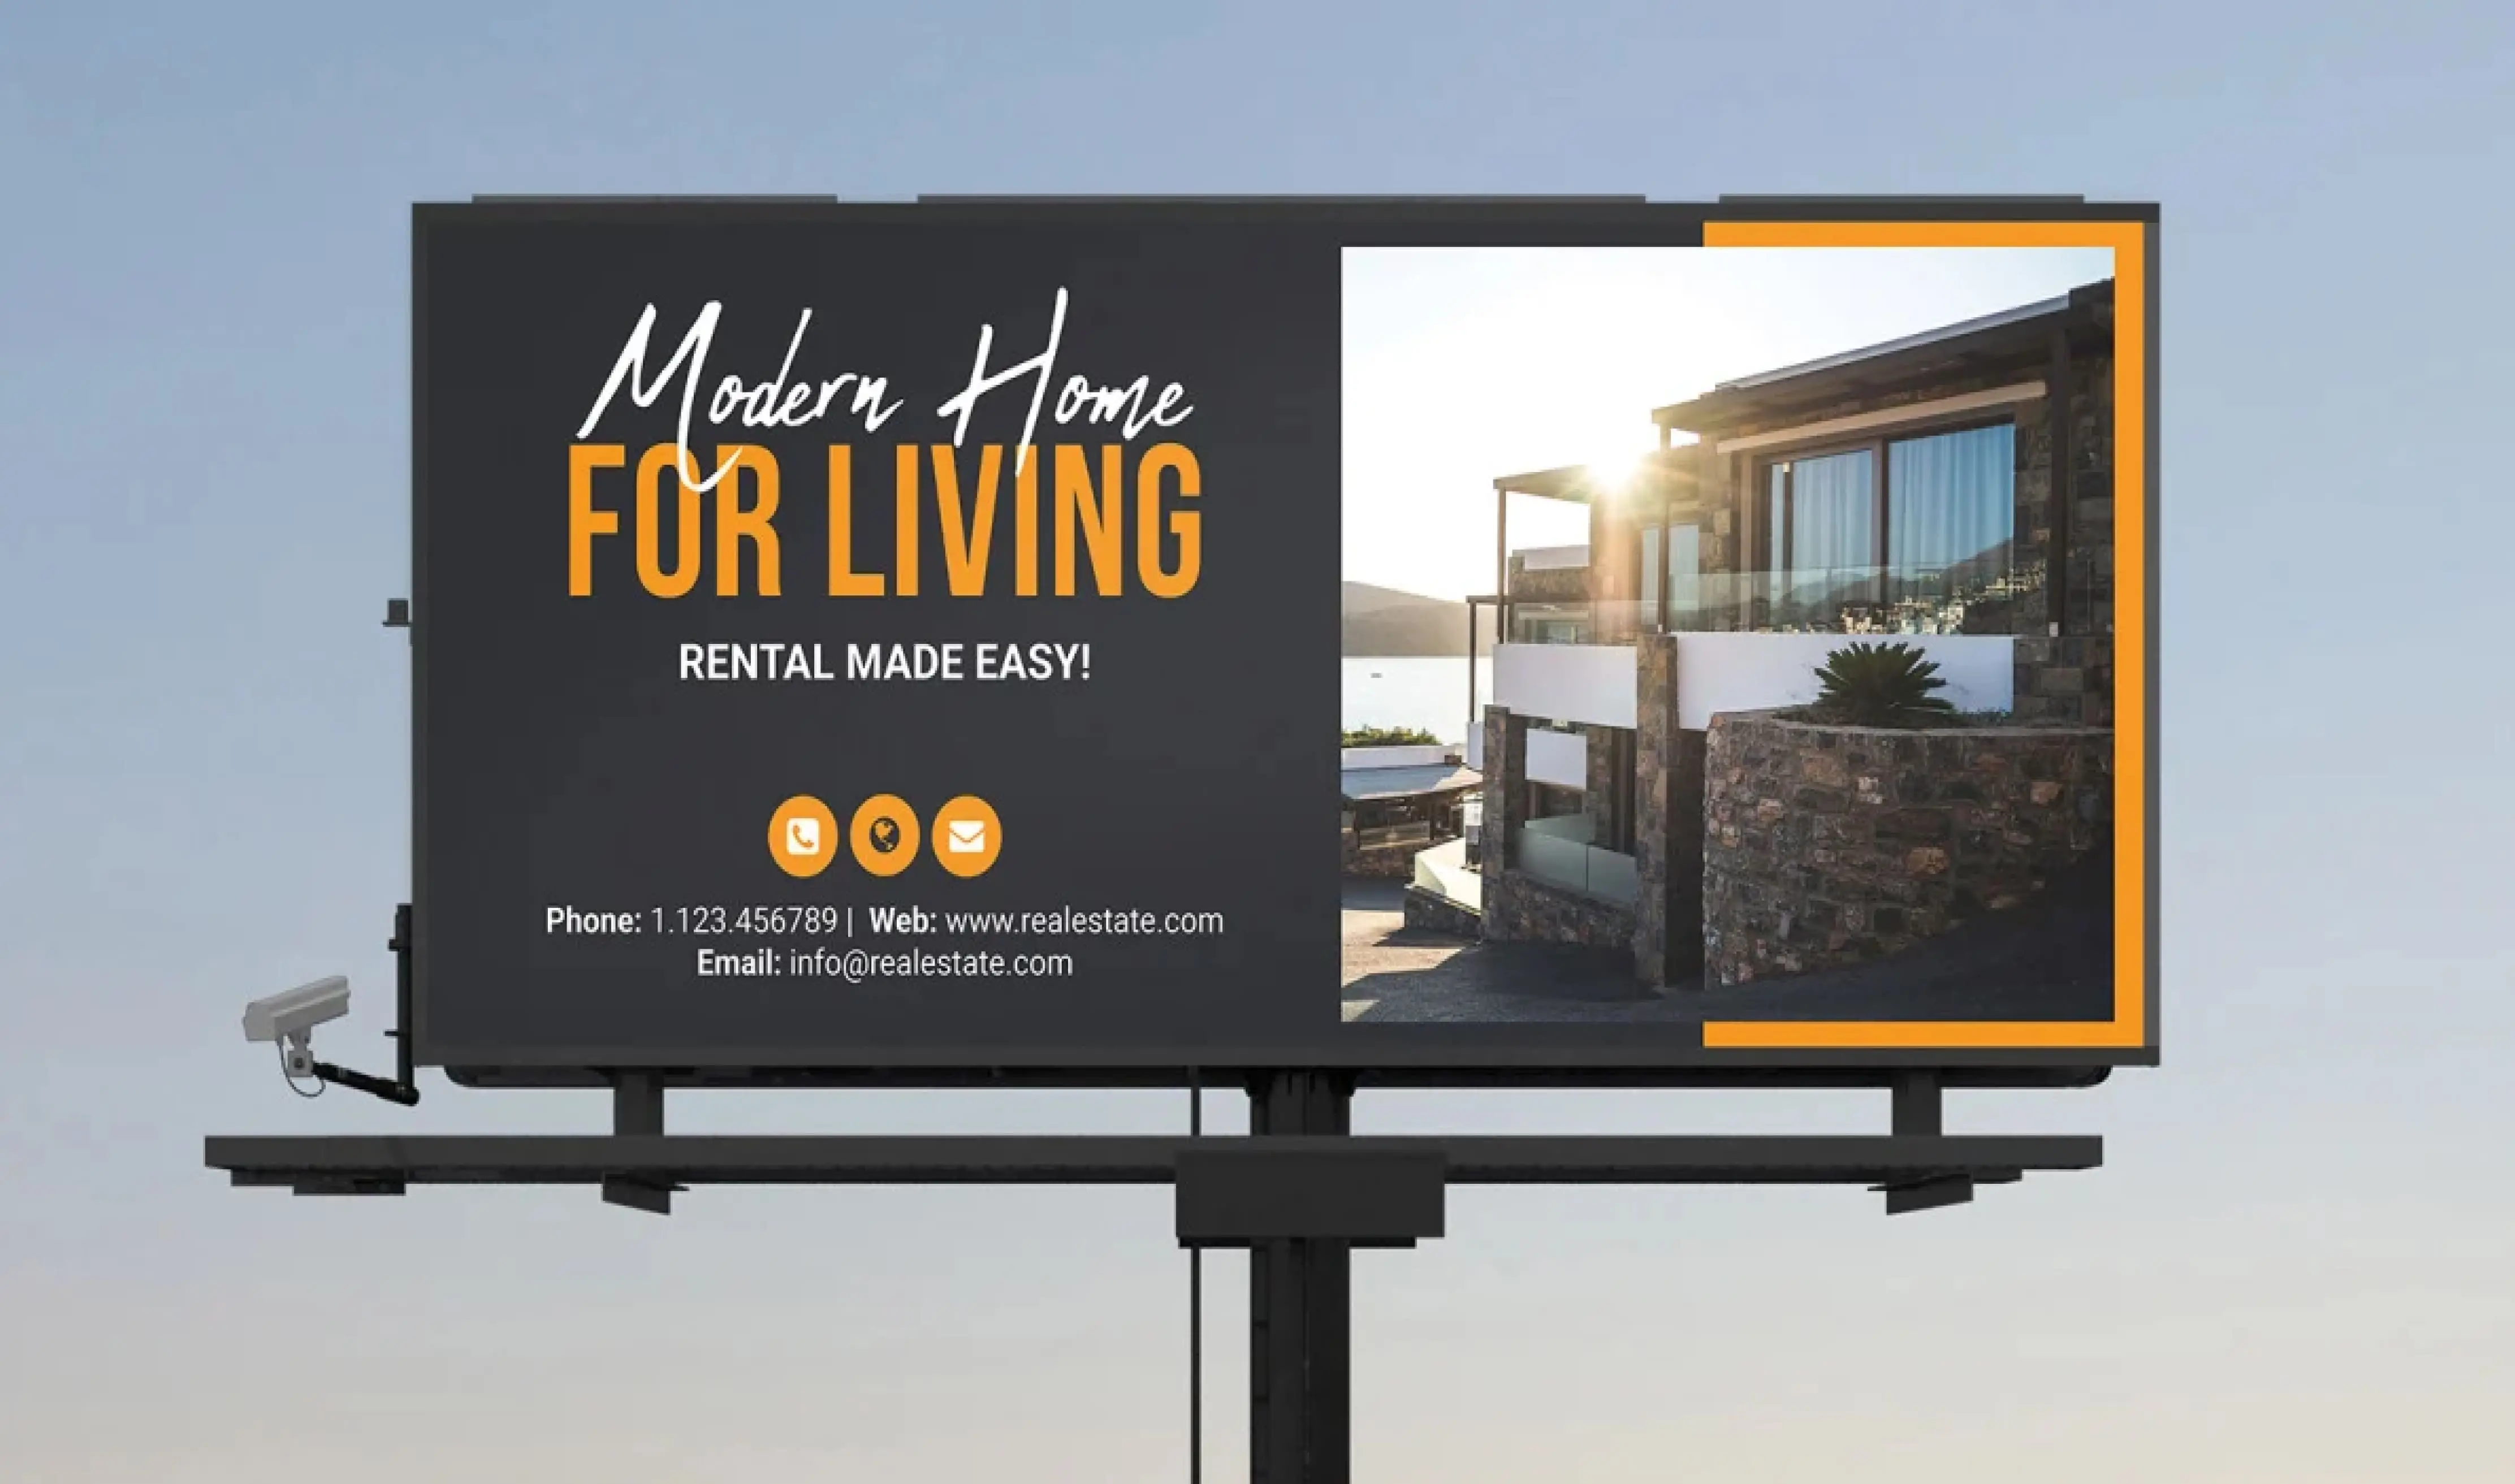 Modern Home
FOR LIVING
RENTAL MADE EASY!
Phone: 1.123.456789 | Web: www.realestate.com
Email: info@realestate.com